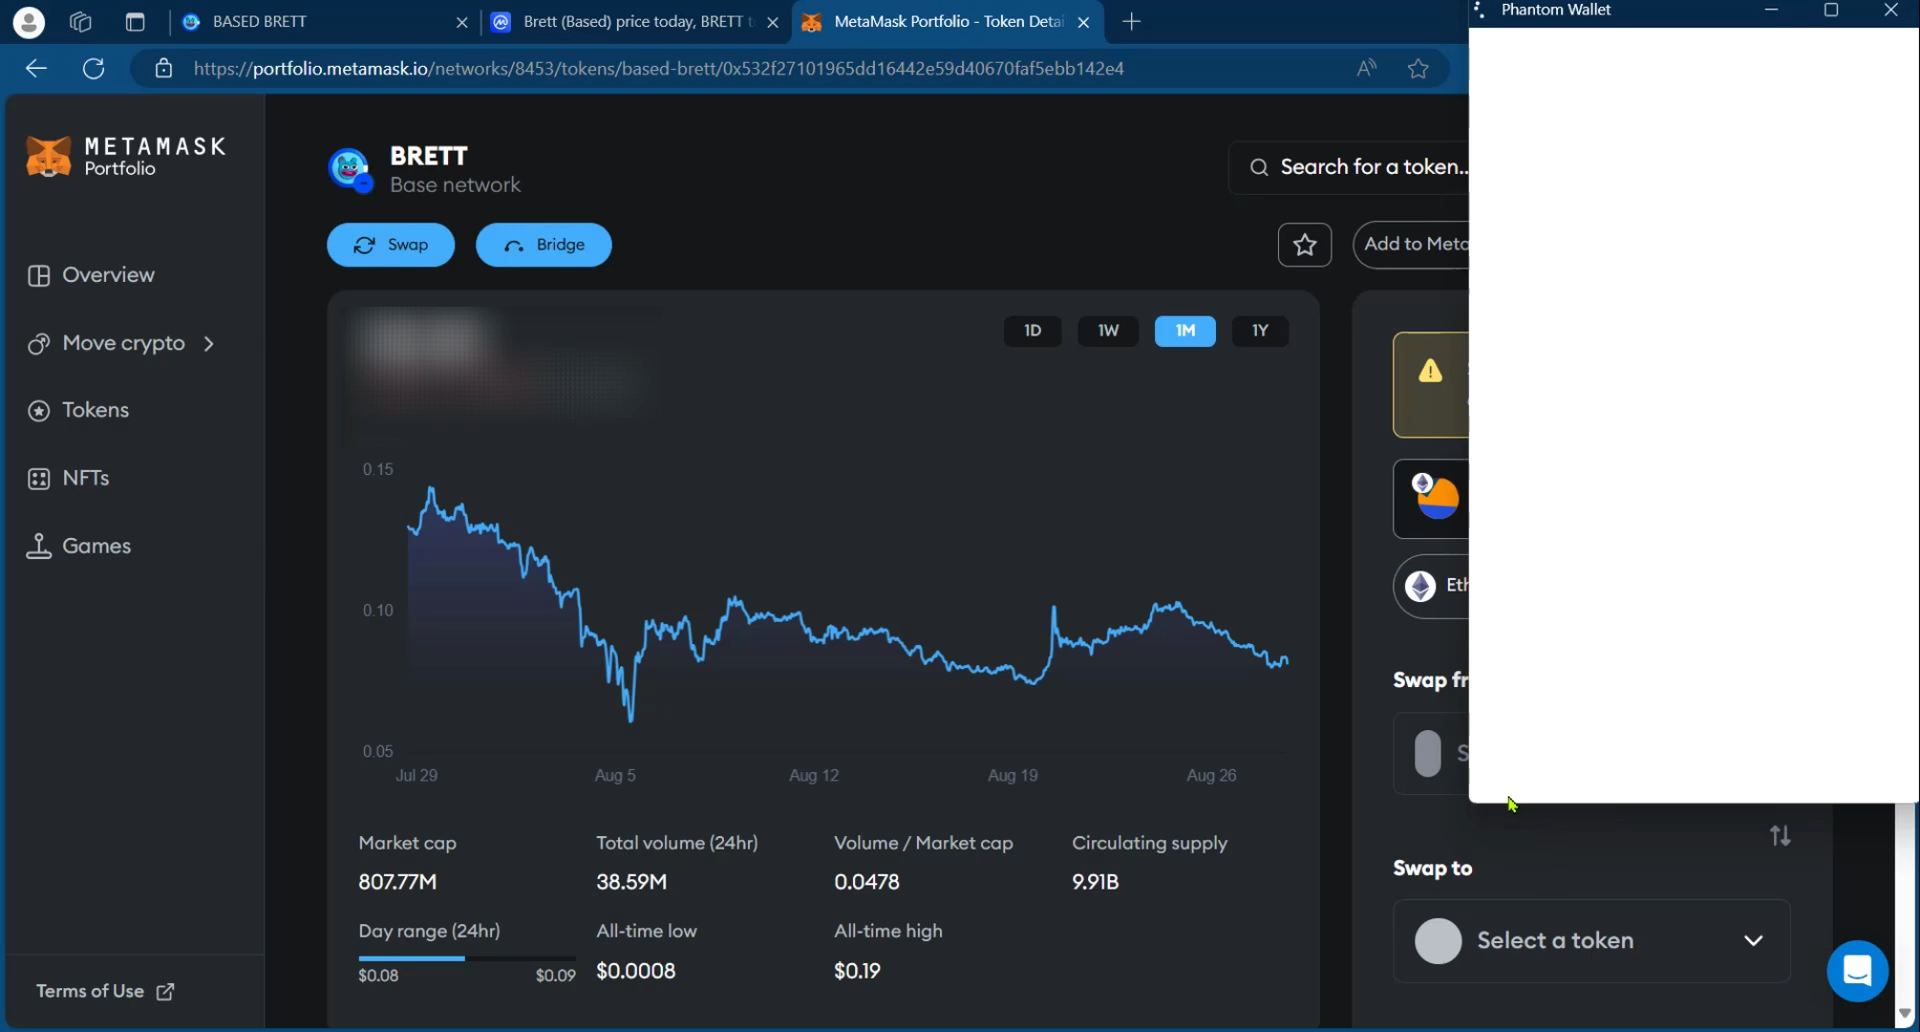 BASED BRETT
Brett (Based) price today, BRETT t
MetaMask Portfolio - Token Detai
Phantom Wallet
https://portfolio.metamask.io/networks/8453/tokens/based-brett/0x532f27101965dd16442e59d40670faf5ebb142e4
METAMASK
Portfolio
Overview
Move crypto
Tokens
NFTs
Games
Terms of Use
BRETT
Base network
Search for a token..
Swap
Bridge
Add to Meta
1D
1W
1M
1Y
0.15
0.10
0.05
Jul 29
Aug 5
Aug 12
Aug 19
Aug 26
Market cap
807.77M
Total volume (24hr)
38.59M
Volume / Market cap
0.0478
Circulating supply
9.91B
Day range (24hr)
$0.08
$0.09
All-time low
$0.0008
All-time high
$0.19
Eth
Swap fr
S
Swap to
Select a token